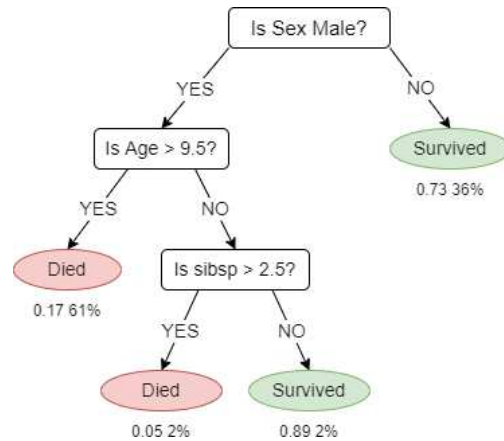 Is Sex Male?
YES
NO
Is Age > 9.5?
Survived
0.73 36%
YES
NO
Died
0.17 61%
Is sibsp > 2.5?
YES
NO
Died
Survived
0.05 2%
0.89 2%